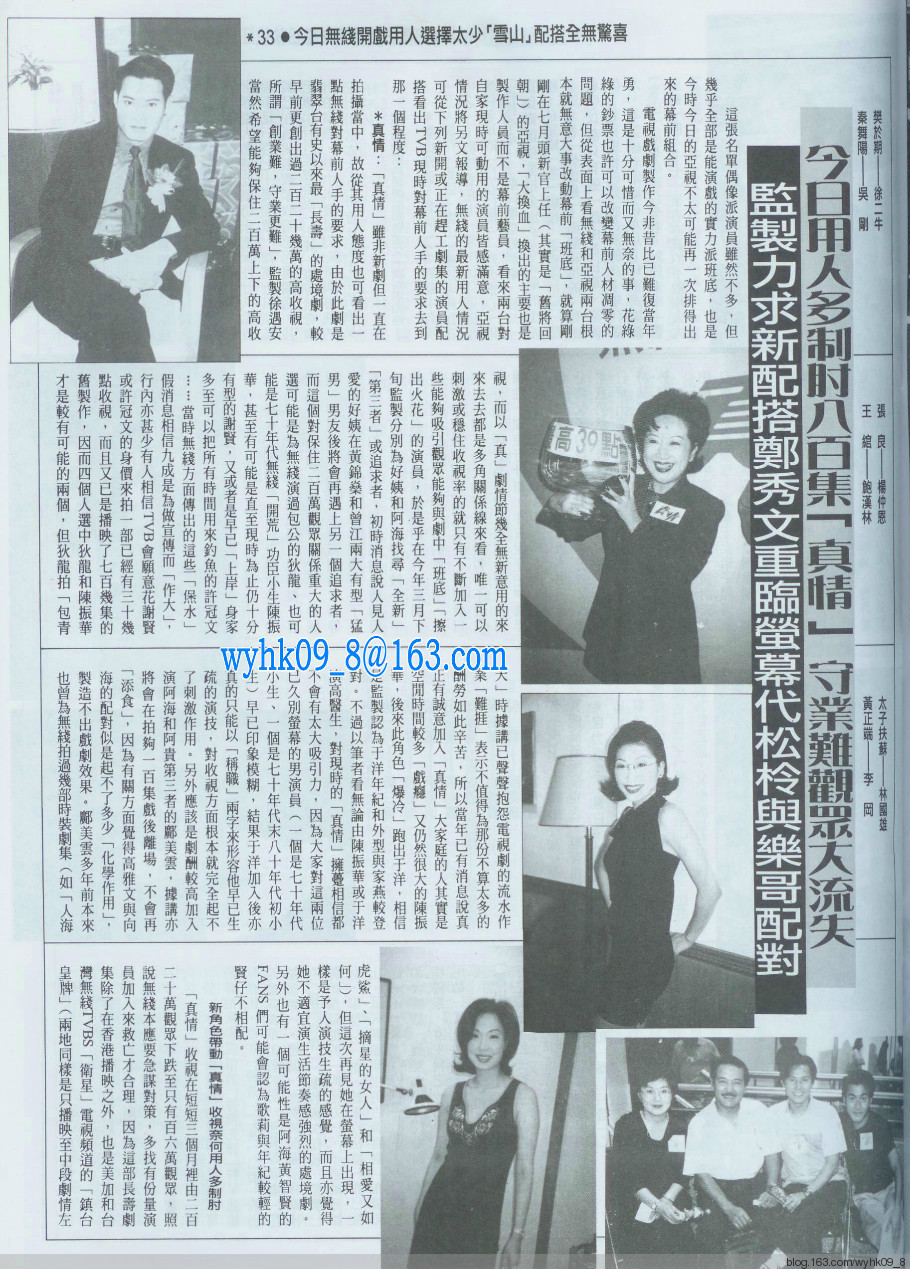 *33●今日無綫開戲用人選擇太少「雪山」配搭全無驚喜
樊於期——徐二牛
秦舞陽——吳 剛
張 良——楊仲恩
王 綰——鮑漢林
太子扶蘇——林國雄
黃正端——李 岡
今日用人多制肘八百集「真情」守業難觀眾大流失
監製力求新配搭鄭秀文重臨螢幕代松柃與樂哥配對
這張名單偶像派演員雖然不多,但
幾乎全部是能演戲的實力派班底,也是
今時今日的亞視不太可能再一次排得出
來的幕前組合。
電視戲劇製作今非昔比已難復當年
勇,這是十分可惜而又無奈的事,花綠
綠的鈔票也許可以改變幕前人材凋零的
問題,但從表面上看無綫和亞視兩台根
本就無意大事改動幕前「班底」,就算剛
剛在七月頭新官上任(其實是「舊將回
朝」)的亞視,「大換血」換出的主要也是
製作人員而不是幕前藝員,看來兩台對
自家現時可動用的演員皆感滿意,亞視
情況將另文報導,無綫的最新用人情況
可從下列新開或正在趕工劇集的演員配
搭看出TVB現時對幕前人手的要求去到
那一個程度:
*真情:「真情」雖非新劇但一直在
拍攝當中,故從其用人態度也可看出一
點無綫對幕前人手的要求,由於此劇是
翡翠台有史以來最「長壽」的處境劇,較
早前更創出過二百二十幾萬的高收視,
所謂「創業難,守業更難」,監製徐遇安
當然希望能夠保住二百萬上下的高收
視,而以「真」劇情節幾全無新意用的來
來去去都是多角關係線來看,唯一可以
刺激或穩住收視率的就只有不斷加入一
些能夠吸引觀眾能夠與劇中「班底」「擦
出火花」的演員,於是乎在今年三月下
旬監製分別為好姨和阿海找尋「全新」
「第三者」或追求者,初時消息說人見人
愛的好姨在黃錦燊和曾江兩大有型「猛
男」男友後將會再遇上另一個追求者,
而這個對保住二百萬觀眾關係重大的人
選可能是為無綫演過包公的狄龍、也可
能是七十年代無綫「開荒」功臣小生陳振
華,甚至有可能是直至現時為止仍十分
有型的謝賢,又或者是早已「上岸」身家
多至可以把所有時間用來釣魚的許冠文
……當時無綫方面傳出的這些「保水」
假消息相信九成是為做宣傳而「作大」,
行內亦甚少有人相信TVB會願意花謝賢
或許冠文的身價來拍一部已經有三十幾
點收視,而且又已是播映了七百幾集的
舊製作,因而四個人選中狄龍和陳振華
才是較有可能的兩個,但狄龍拍「包青
天」時據講已聲聲抱怨電視劇的流水作
業「難捱」表示不值得為那份不算太多的
酬勞如此辛苦,所以當年已有消息說真
正有誠意加入「真情」大家庭的人其實是
空閒時間較多「戲癮」又仍然很大的陳振
華,後來此角色「爆冷」跑出于洋,相信
是監製認為于洋年紀和外型與家燕較登
對。不過以筆者看無論由陳振華或于洋
演高醫生,對現時的「真情」擁躉相信都
不會有太大吸引力,因為大家對這兩位
已久別螢幕的男演員(一個是七十年代
小生、一個是七十年代末八十年代初小
生)早已印象模糊,結果于洋加入後亦
真的只能以「稱職」兩字來形容他早已生
疏的演技,對收視方面根本就完全起不
了刺激作用。另外應該是劇酬較高加入
演阿海和阿貴第三者的鄺美雲,據講亦
將會在拍夠一百集戲後離場,不會再
「添食」,因為有關方面覺得高雅文與向
海的配對似是起不了多少「化學作用」,
製造不出戲劇效果。鄺美雲多年前本來
也曾為無綫拍過幾部時裝劇集(如「人海
虎鯊」、「摘星的女人」和「相愛又如
何」),但這次再見她在螢幕上出現,一
樣是予人演技生疏的感覺,而且亦覺得
她不適宜演生活節奏感強烈的處境劇。
另外也有一個可能性是阿海黃智賢的
FANS們可能會認為歌莉與年紀較輕的
賢仔不相配。
新角色帶動「真情」收視奈何用人多制肘
「真情」收視在短短三個月裡由二百
二十萬觀眾下跌至只有百六萬觀眾,照
說無綫本應要急謀對策,多找有份量演
員加入來救亡才合理,因為這部長壽劇
集除了在香港播映之外,也是美加和台
灣無綫TVBS「衛星」電視頻道的「鎮台
皇牌」(兩地同樣是只播映至中段劇情左
高39點
wyhk09_8@163.com
blog.163.com/wyhk09_8